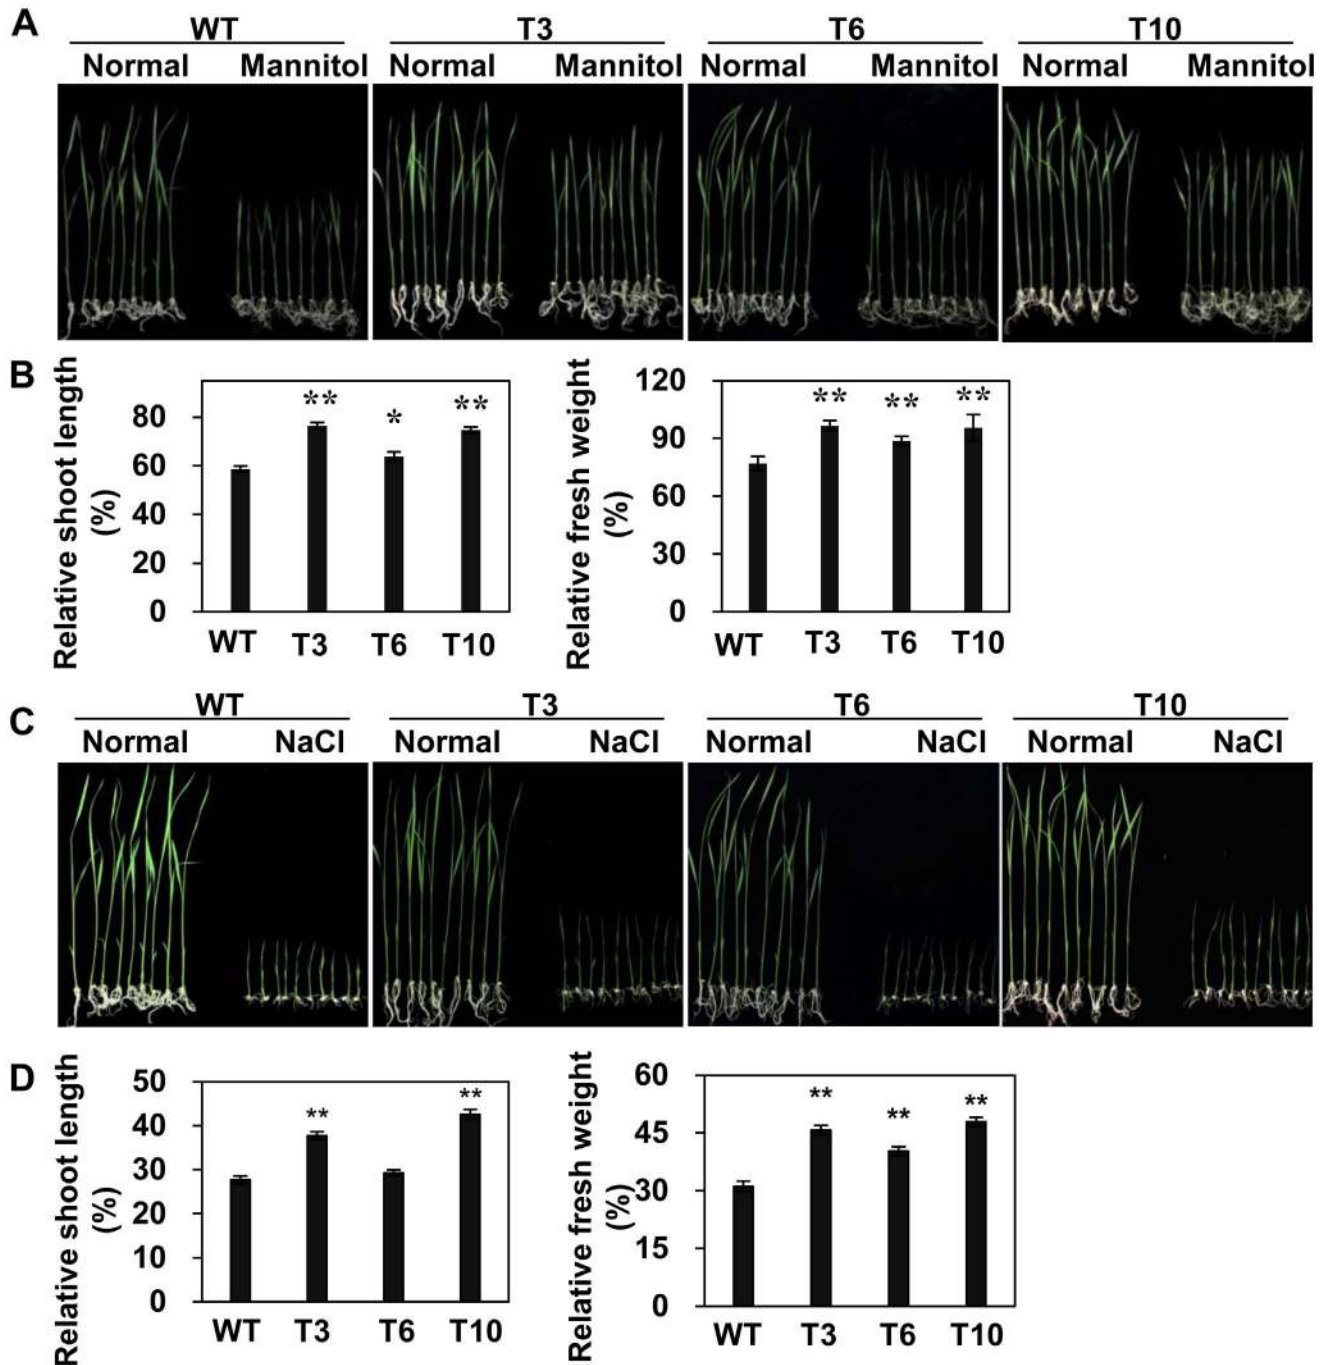 A
WT T3 T6 T10
Normal Mannitol Normal Mannitol Normal Mannitol Normal Mannitol
B
Relative shoot length
(%)
80
60
40
20
0
** * **
WT T3 T6 T10
Relative fresh weight
(%)
120
90
60
30
0
** ** **
WT T3 T6 T10
C
WT T3 T6 T10
Normal NaCl Normal NaCl Normal NaCl Normal NaCl
D
Relative shoot length
(%)
50
40
30
20
10
0
** **
WT T3 T6 T10
Relative fresh weight
(%)
60
45
30
15
0
** ** **
WT T3 T6 T10